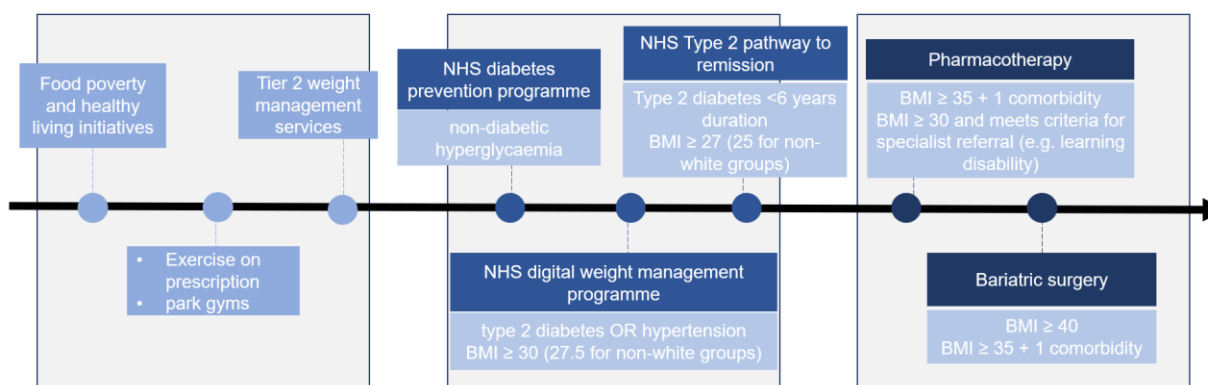 Food poverty
and healthy
living initiatives
• Exercise on
prescription
• park gyms
Tier 2 weight
management
services
NHS diabetes
prevention programme
non-diabetic
hyperglycaemia
NHS digital weight management
programme
type 2 diabetes OR hypertension
BMI ≥ 30 (27.5 for non-white groups)
NHS Type 2 pathway to
remission
Type 2 diabetes <6 years
duration
BMI ≥ 27 (25 for non-
white groups)
Pharmacotherapy
BMI ≥ 35 + 1 comorbidity
BMI ≥ 30 and meets criteria for
specialist referral (e.g. learning
disability)
Bariatric surgery
BMI ≥ 40
BMI ≥ 35 + 1 comorbidity